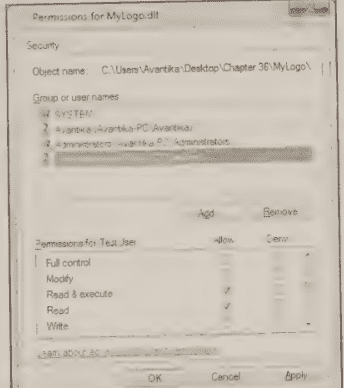 Permissions for MyLogo.dll
Security
Object name: C:\Users\Avantika\Desktop\Chapter 36\MyLogo\
Group or user names
SYSTEM
Avantika (Avantika-PC\Avantika)
Administrators (Avantika-PC\Administrators
Add Remove
Permissions for Test User Allow Deny
Full control
Modify
Read & execute
Read
Write
Learn about
OK Cancel Apply